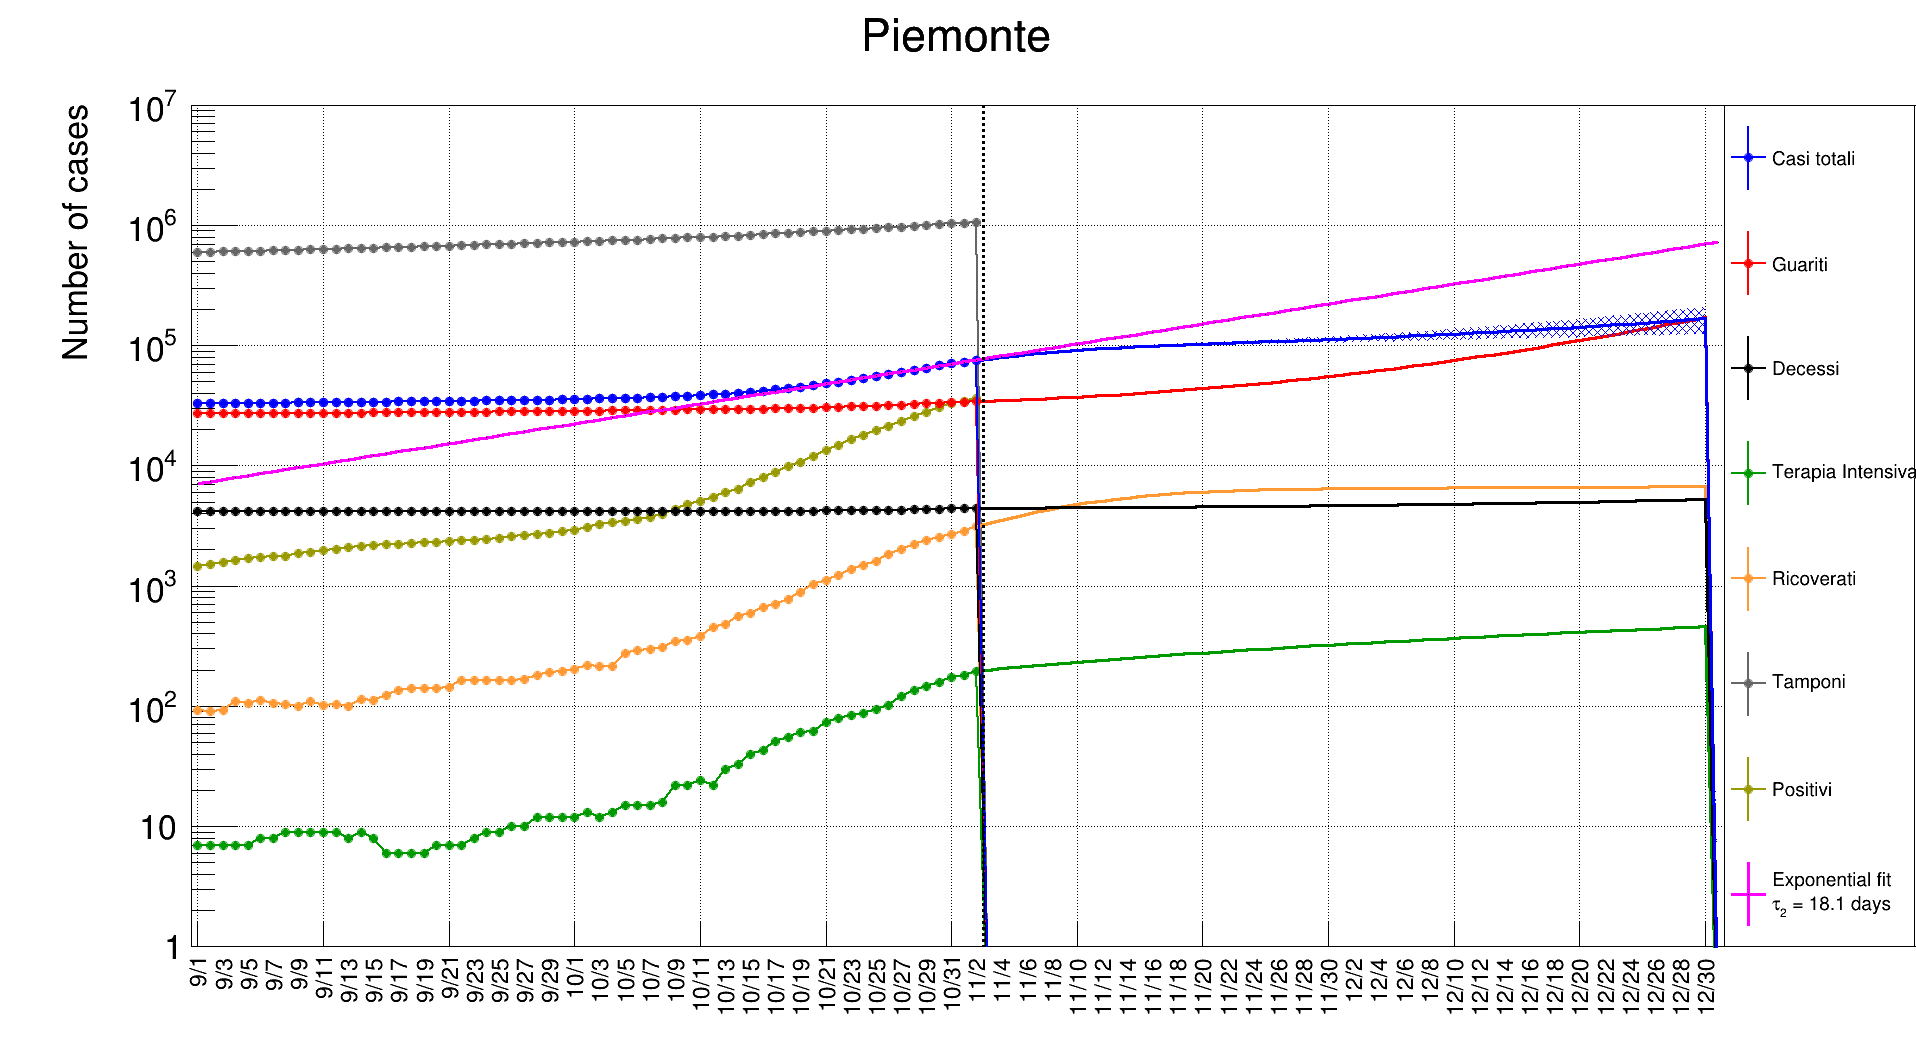 Piemonte
Number of cases
10^7
10^6
10^5
10^4
10^3
10^2
10
1
9/1 9/3 9/5 9/7 9/9 9/11 9/13 9/15 9/17 9/19 9/21 9/23 9/25 9/27 9/29 10/1 10/3 10/5 10/7 10/9 10/11 10/13 10/15 10/17 10/19 10/21 10/23 10/25 10/27 10/29 10/31 11/2 11/4 11/6 11/8 11/10 11/12 11/14 11/16 11/18 11/20 11/22 11/24 11/26 11/28 11/30 12/2 12/4 12/6 12/8 12/10 12/12 12/14 12/16 12/18 12/20 12/22 12/24 12/26 12/28 12/30
Casi totali
Guariti
Decessi
Terapia Intensiva
Ricoverati
Tamponi
Positivi
Exponential fit
τ₂ = 18.1 days